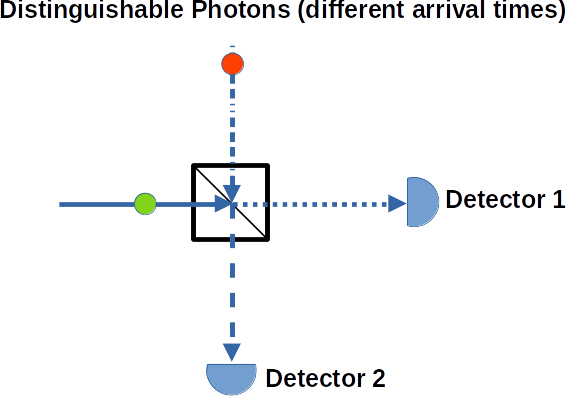 Distinguishable Photons (different arrival times)
Detector 1
Detector 2